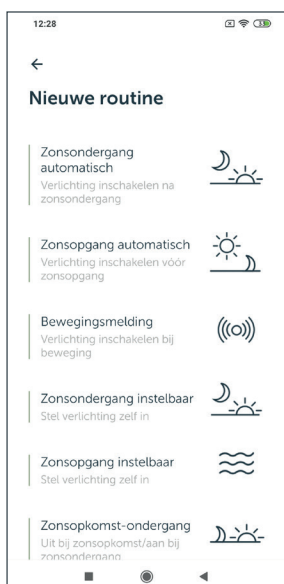 12:28
33
Nieuwe routine
Zonsondergang
automatisch
Verlichting inschakelen na
zonsondergang
Zonsopgang automatisch
Verlichting inschakelen vóór
zonsopgang
Bewegingsmelding
Verlichting inschakelen bij
beweging
Zonsondergang instelbaar
Stel verlichting zelf in
Zonsopgang instelbaar
Stel verlichting zelf in
Zonsopkomst-ondergang
Uit bij zonsopkomst/aan bij
zonsondergang